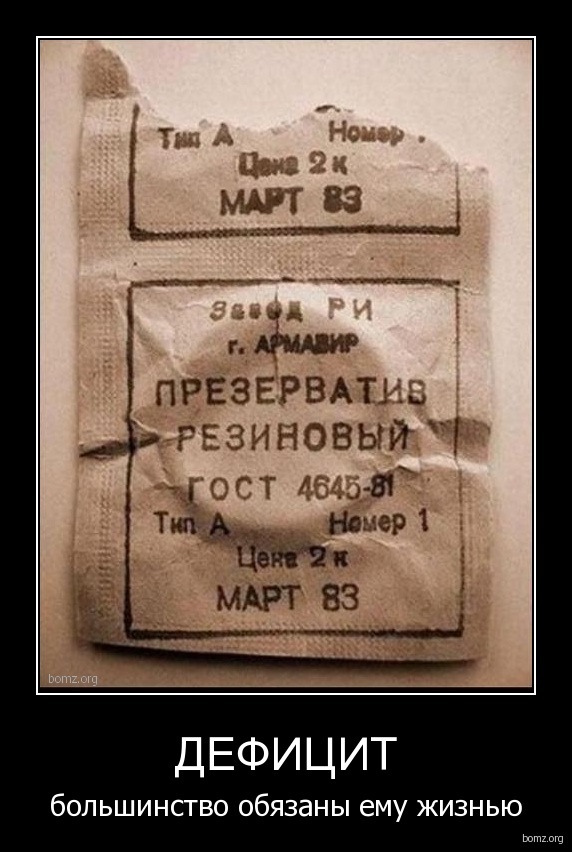 Тип А Номер
Цена 2 к
МАРТ 83
Завод РИ
г. АРМАВИР
ПРЕЗЕРВАТИВ
РЕЗИНОВЫЙ
ГОСТ 4645-81
Тип А Номер 1
Цена 2 к
МАРТ 83
bomz.org
ДЕФИЦИТ
большинство обязаны ему жизнью
bomz.org